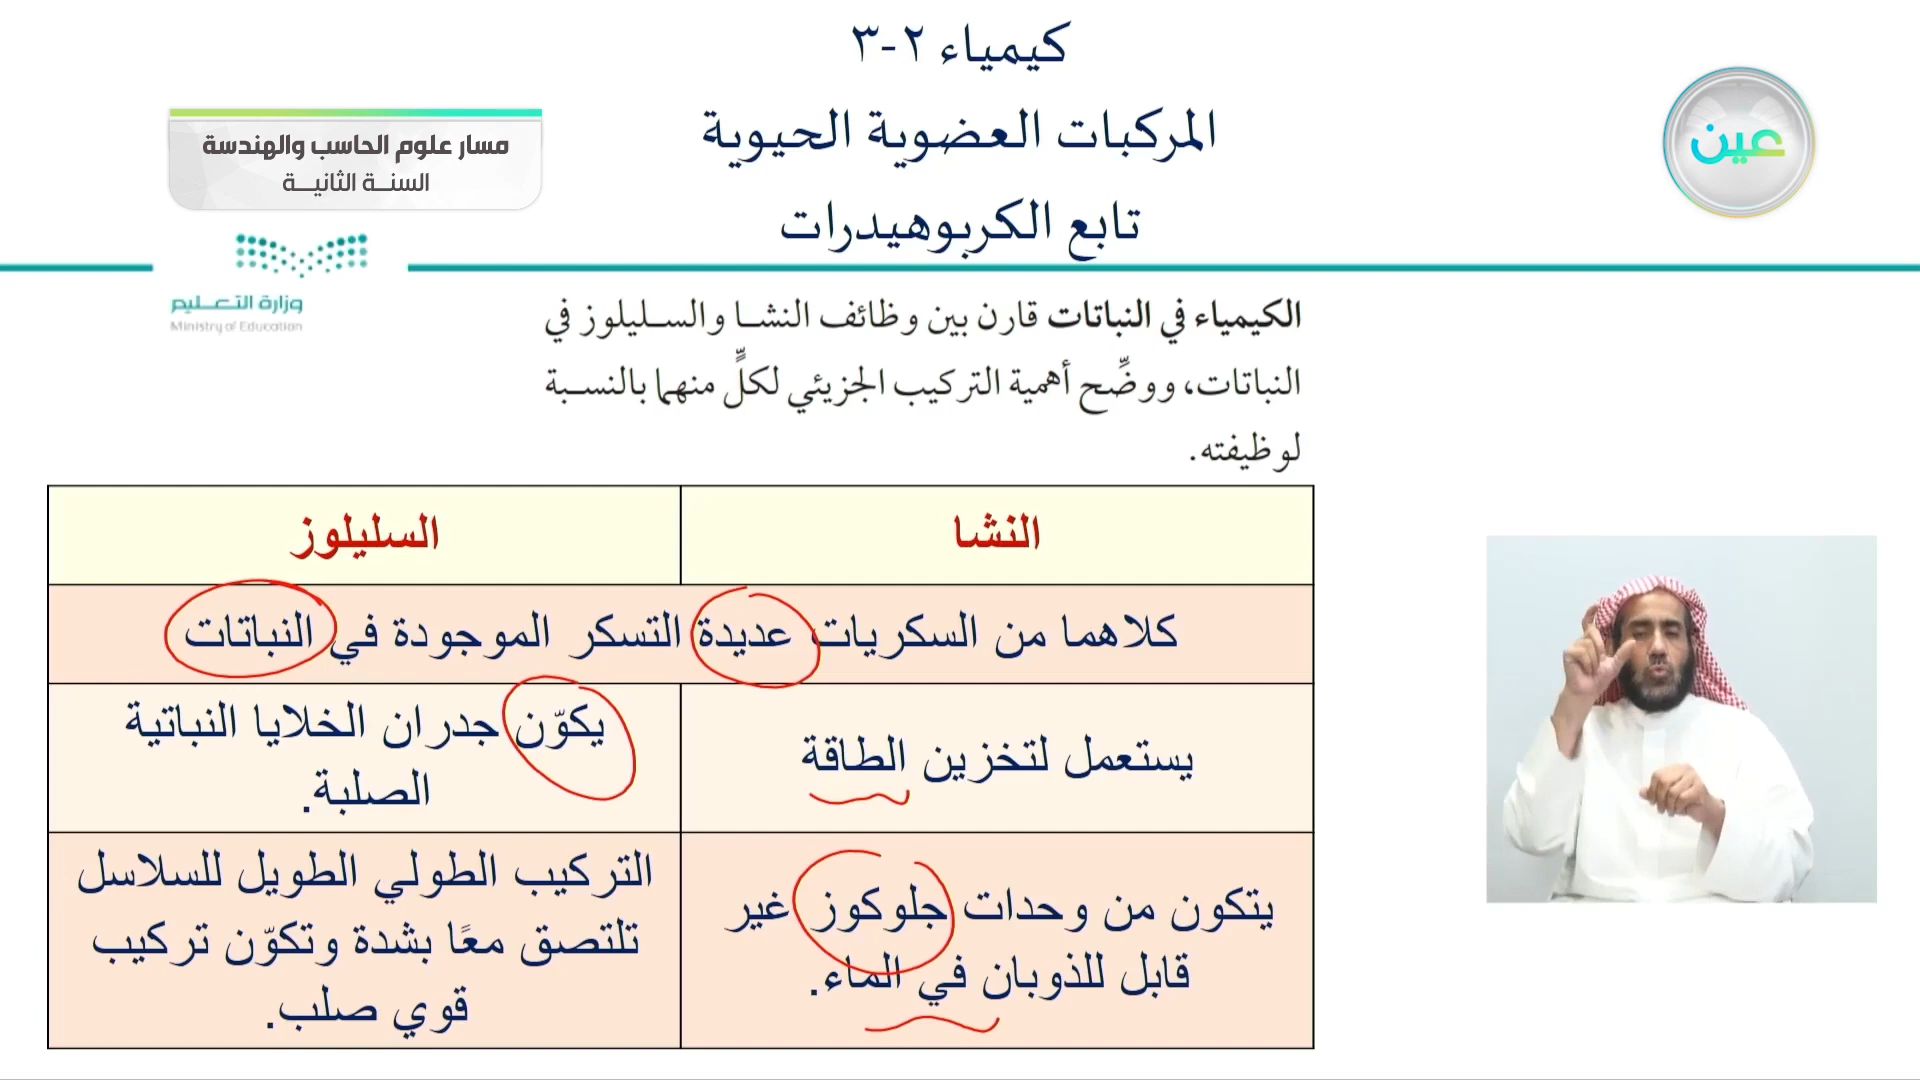 كيمياء ٢-٣
المركبات العضوية الحيوية
تابع الكربوهيدرات
عين
مسار علوم الحاسب والهندسة
السنة الثانية
وزارة التعليم
Ministry of Education
الكيمياء في النباتات قارن بين وظائف النشا والسليلوز في
النباتات، ووضِّح أهمية التركيب الجزيئي لكلٍّ منهما بالنسبة
لوظيفته.
النشا
السليلوز
كلاهما من السكريات عديدة التسكر الموجودة في النباتات
يستعمل لتخزين الطاقة
يكوّن جدران الخلايا النباتية
الصلبة.
يتكون من وحدات جلوكوز غير
قابل للذوبان في الماء.
التركيب الطولي الطويل للسلاسل
تلتصق معًا بشدة وتكوّن تركيب
قوي صلب.